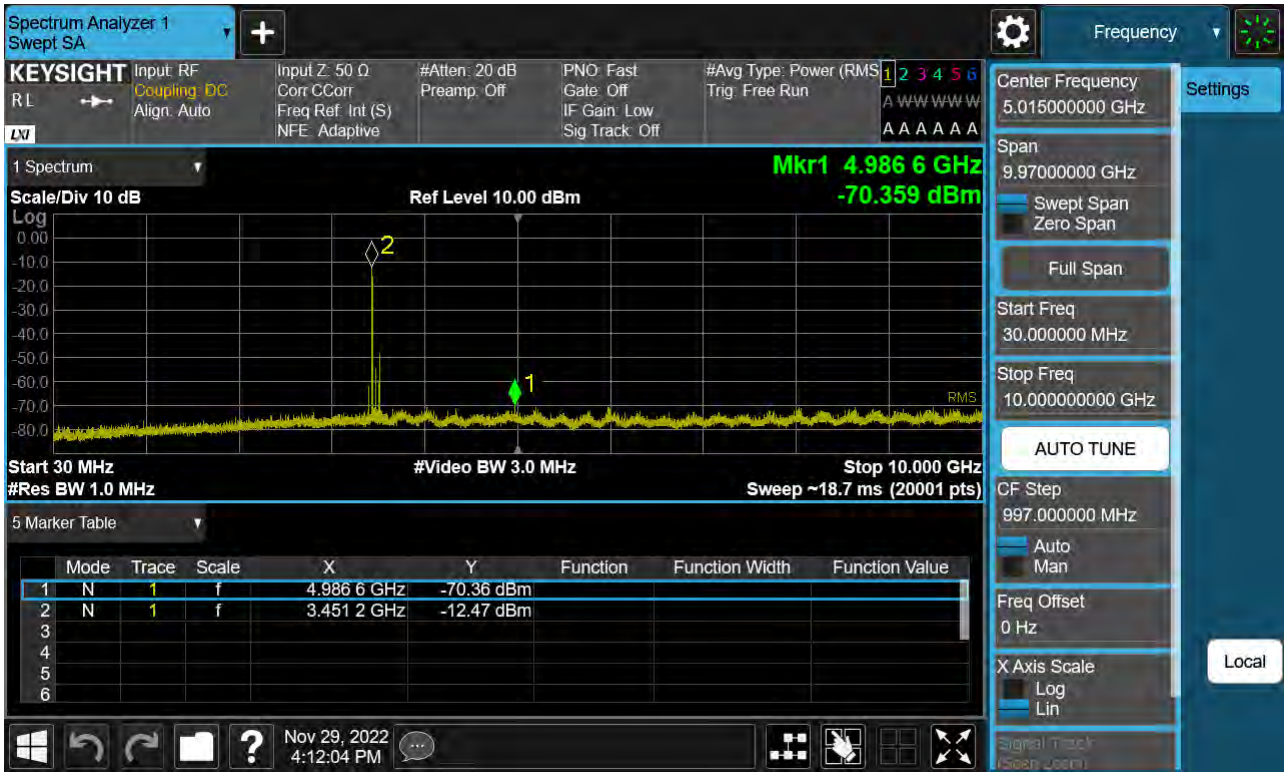 Spectrum Analyzer 1
Swept SA
Frequency
KEYSIGHT
RL
LXI
Input: RF
Coupling: DC
Align: Auto
Input Z: 50 Ω
Corr CCorr
Freq Ref: Int (S)
NFE: Adaptive
#Atten: 20 dB
Preamp: Off
PNO: Fast
Gate: Off
IF Gain: Low
Sig Track: Off
#Avg Type: Power (RMS
Trig: Free Run
1 2 3 4 5 6
A W W W W W
A A A A A A
1 Spectrum
Scale/Div 10 dB
Ref Level 10.00 dBm
Mkr1 4.986 6 GHz
-70.359 dBm
Log
0.00
-10.0
-20.0
-30.0
-40.0
-50.0
-60.0
-70.0
-80.0
2
1
RMS
Start 30 MHz
#Video BW 3.0 MHz
Stop 10.000 GHz
#Res BW 1.0 MHz
Sweep ~18.7 ms (20001 pts)
5 Marker Table
Mode Trace Scale X Y Function Function Width Function Value
1 N 1 f 4.986 6 GHz -70.36 dBm
2 N 1 f 3.451 2 GHz -12.47 dBm
3
4
5
6
Nov 29, 2022
4:12:04 PM
Center Frequency
5.015000000 GHz
Span
9.97000000 GHz
Swept Span
Zero Span
Full Span
Start Freq
30.000000 MHz
Stop Freq
10.000000000 GHz
AUTO TUNE
CF Step
997.000000 MHz
Auto
Man
Freq Offset
0 Hz
X Axis Scale
Log
Lin
Signal Track
(Span Zoom)
Settings
Local